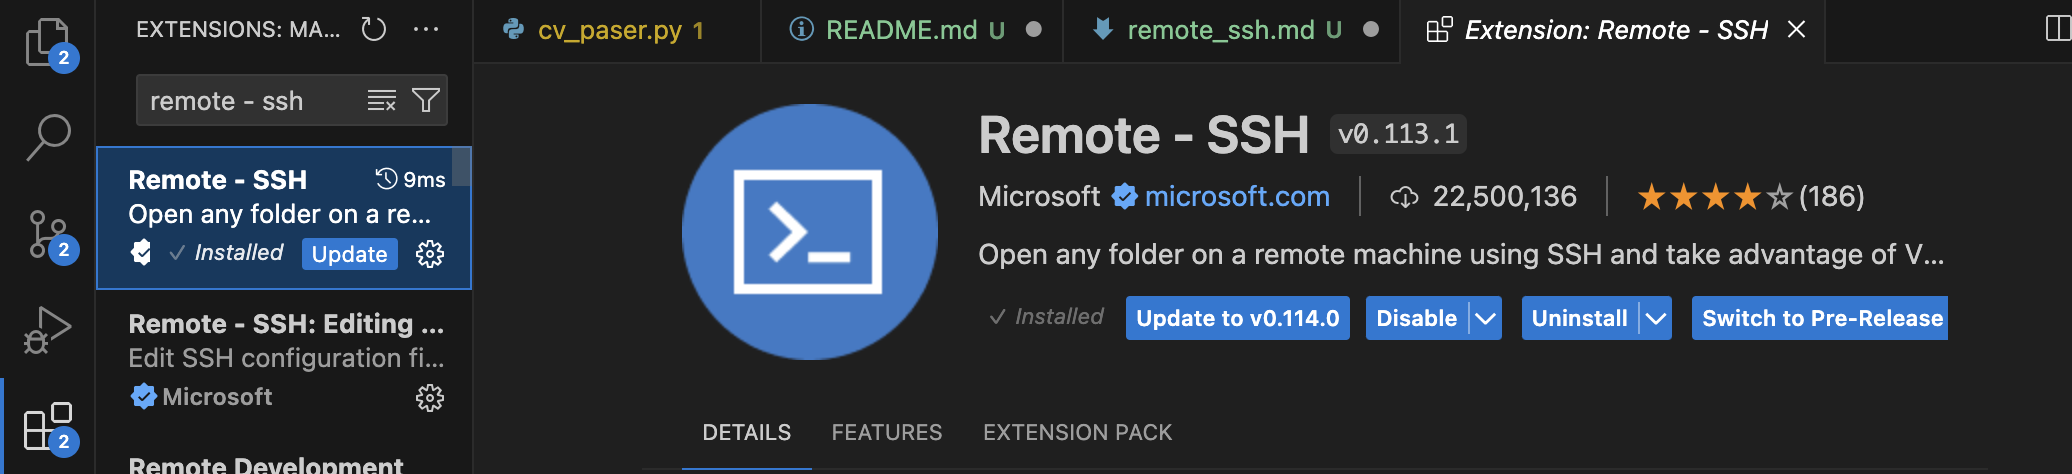 EXTENSIONS: MA...
cv_paser.py 1
README.md U
remote_ssh.md U
Extension: Remote - SSH
2
remote - ssh
Remote - SSH 9ms
Open any folder on a re...
Installed Update
Remote - SSH: Editing ...
Edit SSH configuration fi...
Microsoft
Remote Development
2
2
Remote - SSH v0.113.1
Microsoft microsoft.com 22,500,136 (186)
Open any folder on a remote machine using SSH and take advantage of V...
Installed Update to v0.114.0 Disable Uninstall Switch to Pre-Release
DETAILS FEATURES EXTENSION PACK